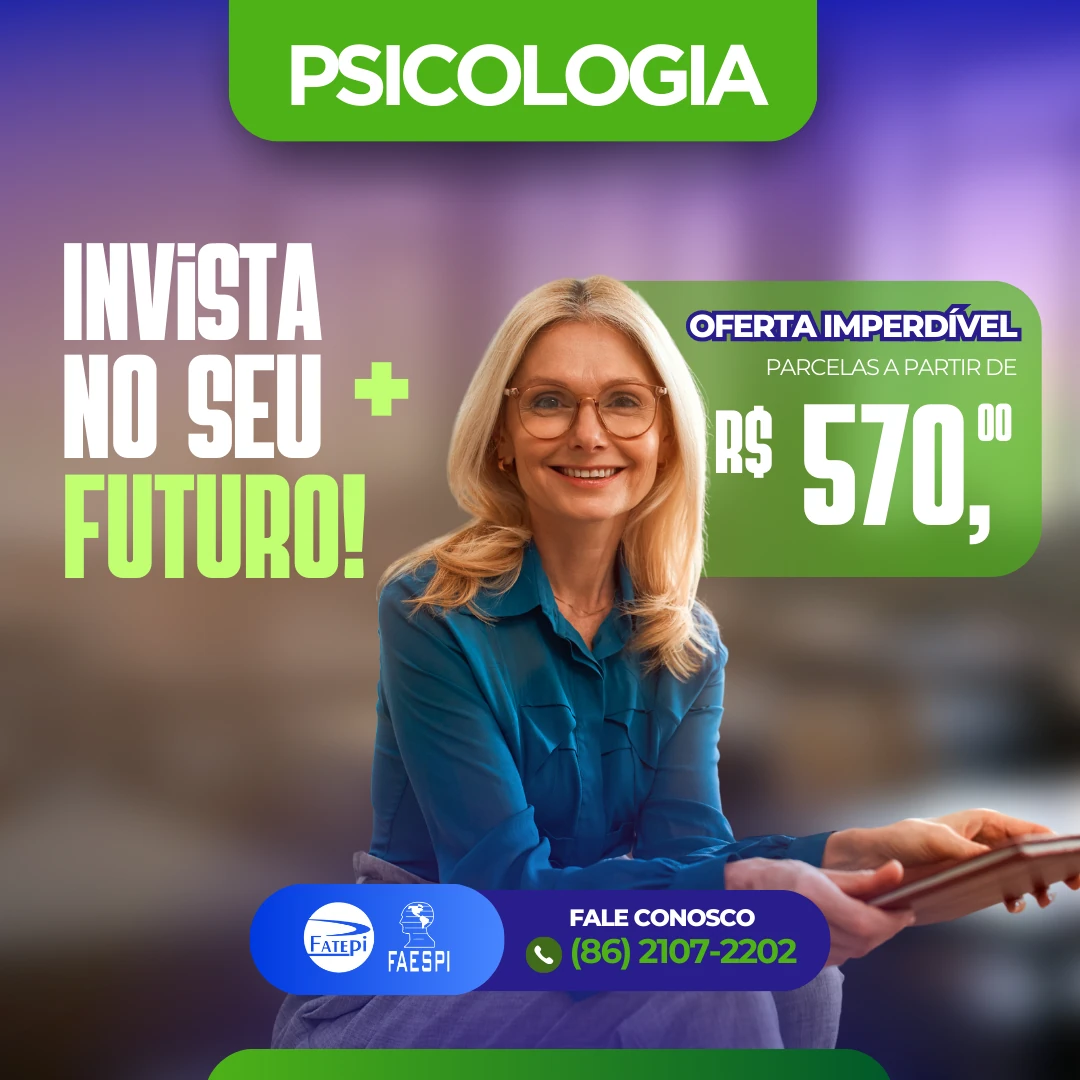 PSICOLOGIA
INViSTA
NO SEU +
FUTURO!
OFERTA IMPERDÍVEL
PARCELAS A PARTIR DE
R$ 570,00
FATEPI
FAESPI
FALE CONOSCO
(86) 2107-2202